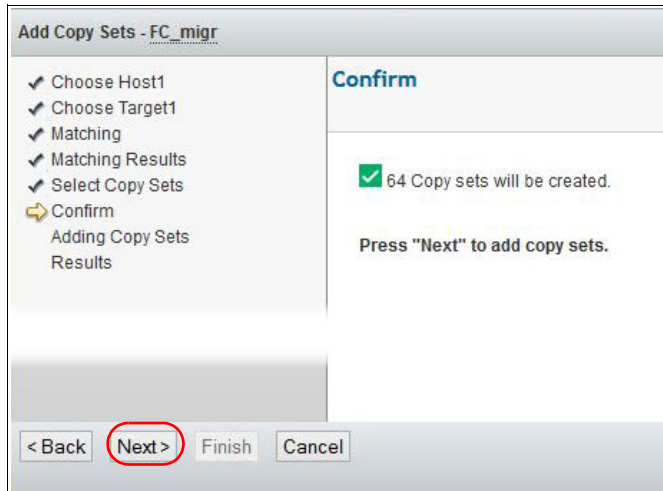 Add Copy Sets - FC_migr
Choose Host1
Choose Target1
Matching
Matching Results
Select Copy Sets
Confirm
Adding Copy Sets
Results
Confirm
64 Copy sets will be created.
Press "Next" to add copy sets.
< Back Next > Finish Cancel